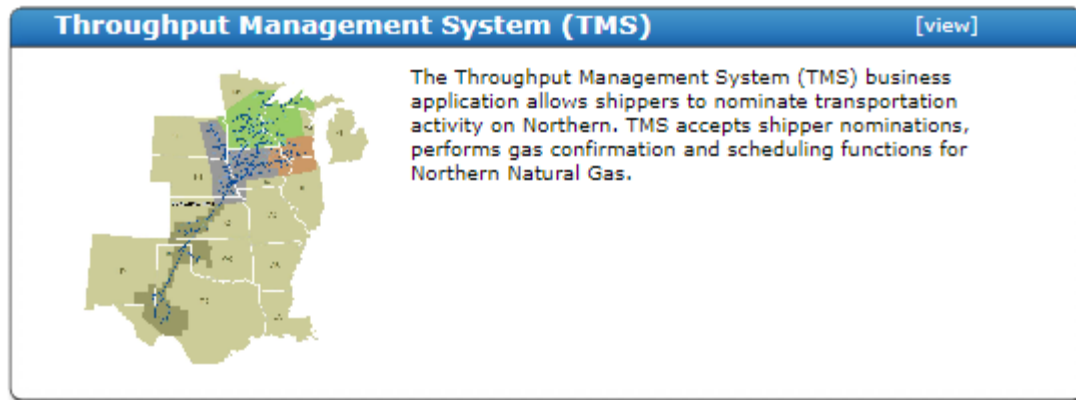 Throughput Management System (TMS) [view]
The Throughput Management System (TMS) business
application allows shippers to nominate transportation
activity on Northern. TMS accepts shipper nominations,
performs gas confirmation and scheduling functions for
Northern Natural Gas.